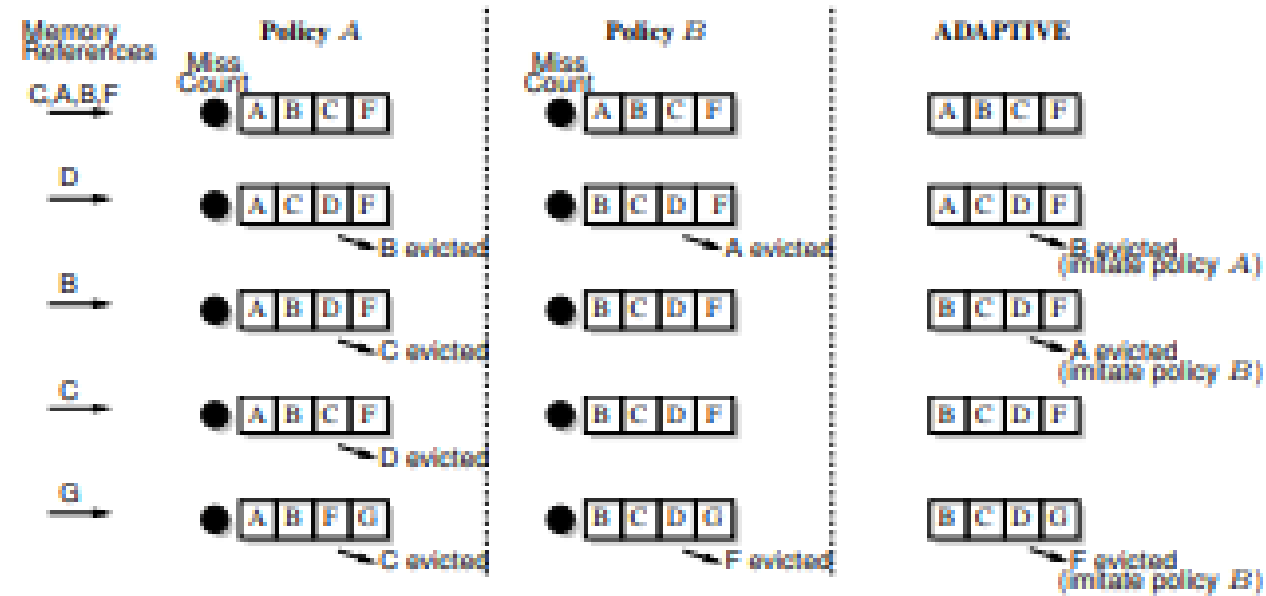 Memory References
Policy A
Policy B
ADAPTIVE
Miss Count
Miss Count
C,A,B,F
A B C F
A B C F
A B C F
D
A C D F
B C D F
A C D F
B evicted
A evicted
B evicted
(imitate policy A)
B
A B D F
B C D F
B C D F
C evicted
A evicted
(imitate policy B)
C
A B C F
B C D F
B C D F
D evicted
G
A B F G
B C D G
B C D G
C evicted
F evicted
F evicted
(imitate policy B)